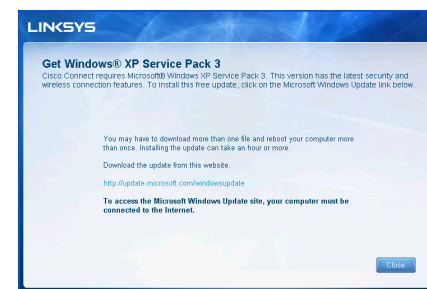 LINKSYS
Get Windows® XP Service Pack 3
Cisco Connect requires Microsoft® Windows XP Service Pack 3. This version has the latest security and
wireless connection features. To install this free update, click on the Microsoft Windows Update link below.
You may have to download more than one file and reboot your computer more
than once. Installing the update can take an hour or more.
Download the update from this website.
http://update.microsoft.com/windowsupdate
To access the Microsoft Windows Update site, your computer must be
connected to the Internet.
Close